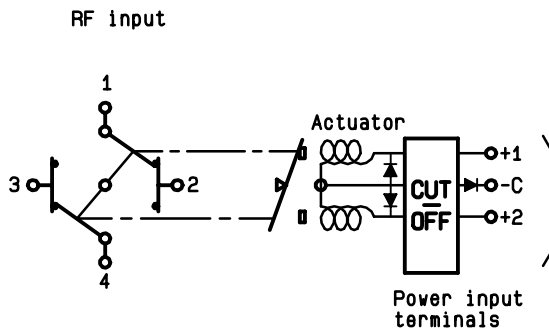 RF input
1
Actuator
3
2
+1
CUT
-C
OFF
+2
4
Power input
terminals